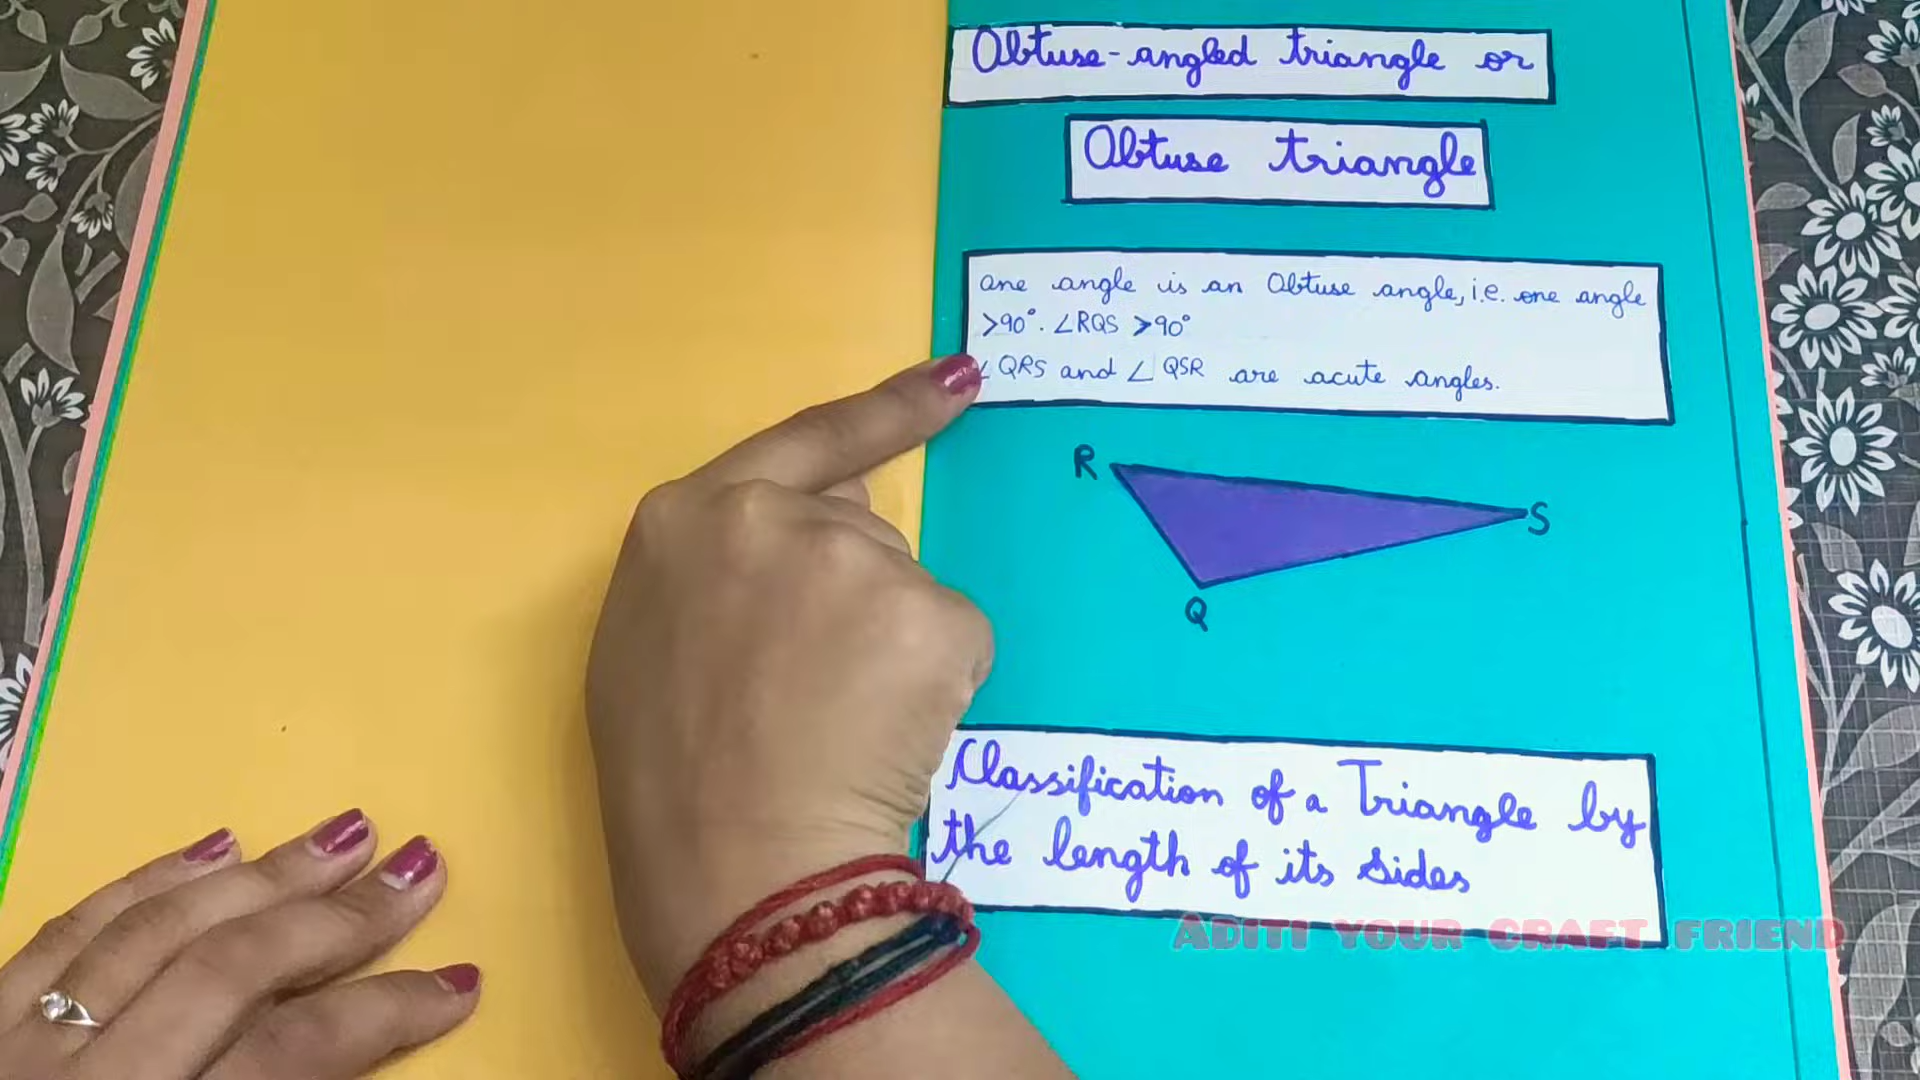 Obtuse-angled triangle or
Obtuse triangle
One angle is an Obtuse angle, i.e. one angle
>90°. ∠RQS >90°
∠QRS and ∠QSR are acute angles.
R
S
Q
Classification of a Triangle by
the length of its sides
ADITI YOUR CRAFT FRIEND